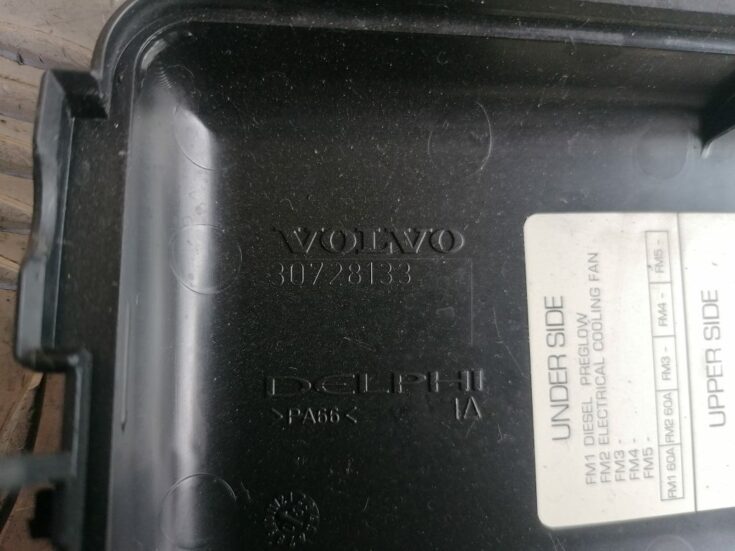 VOLVO
30728133
DELPHI
>PA66<
1A
UNDER SIDE
FM1 DIESEL PREGLOW
FM2 ELECTRICAL COOLING FAN
FM3 -
FM4 -
FM5 -
FM1 60A
FM2 60A
FM3 -
FM4 -
FM5 -
UPPER SIDE